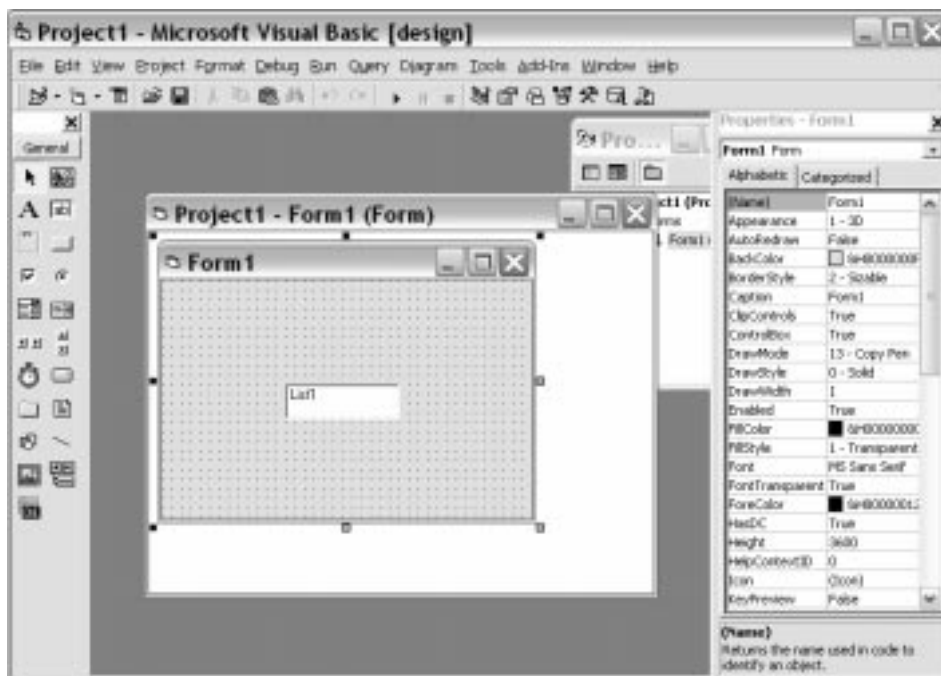 Project1 - Microsoft Visual Basic [design]
File Edit View Project Format Debug Run Query Diagram Tools Add-Ins Window Help
General
Pro...
Project1 - Form1 (Form)
Form1
List1
Form1
Properties - Form1
Form1 Form
Alphabetic Categorized
(Name) Form1
Appearance 1 - 3D
AutoRedraw False
BackColor
BorderStyle 2 - Sizable
Caption Form1
ClipControls True
ControlBox True
DrawMode 13 - Copy Pen
DrawStyle 0 - Solid
DrawWidth 1
Enabled True
FillColor
FillStyle 1 - Transparent
Font MS Sans Serif
FontTransparent True
ForeColor
HasDC True
Height 3600
HelpContextID 0
Icon (Icon)
KeyPreview False
(Name)
Returns the name used in code to
identify an object.